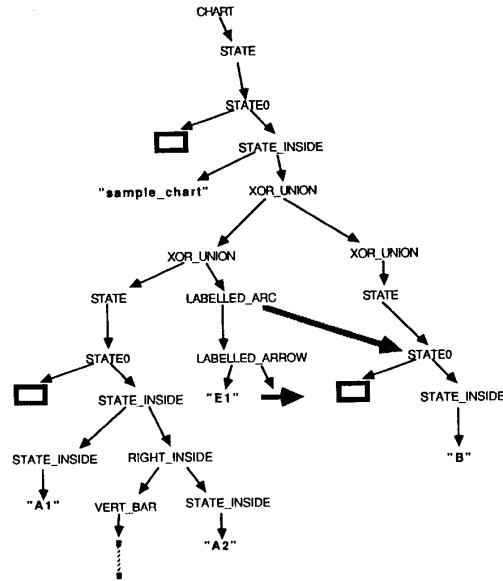 CHART
STATE
STATE0
STATE_INSIDE
"sample_chart"
XOR_UNION
XOR_UNION
XOR_UNION
STATE
LABELLED_ARC
STATE
STATE0
LABELLED_ARROW
STATE0
STATE_INSIDE
"E1"
STATE_INSIDE
STATE_INSIDE
RIGHT_INSIDE
"B"
"A1"
VERT_BAR
STATE_INSIDE
"A2"